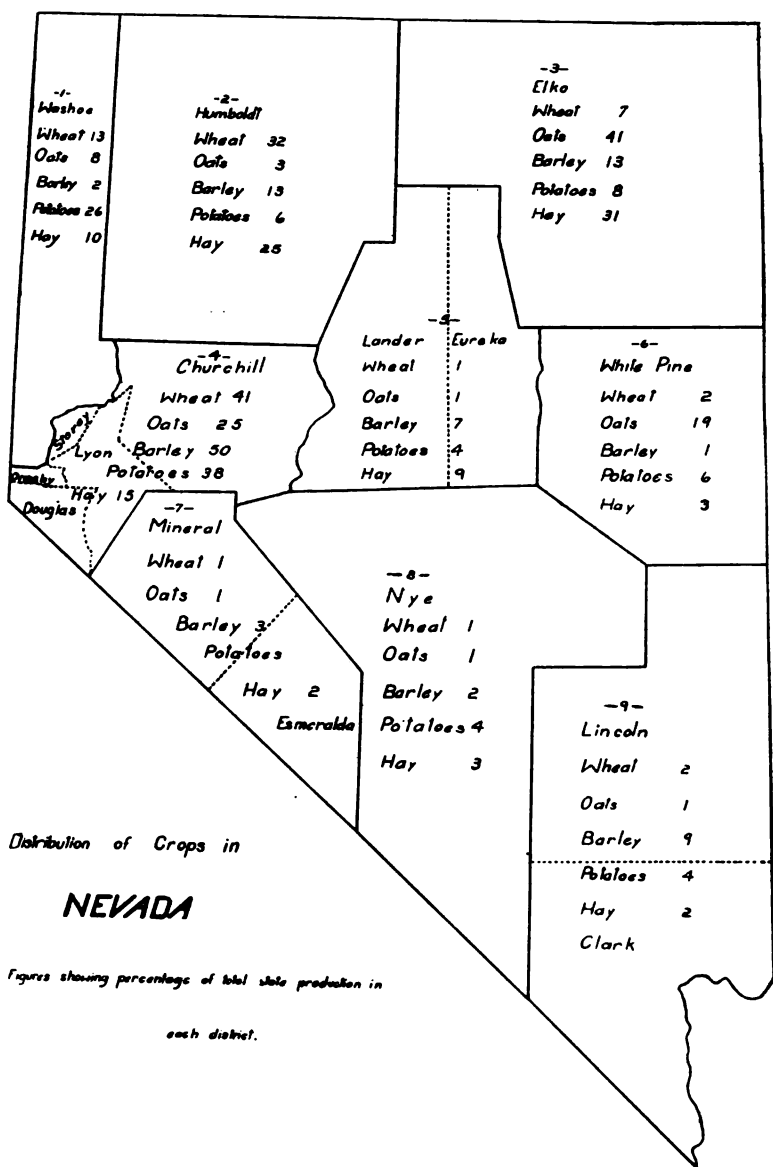 -1-
Washoe
Wheat 13
Oats 8
Barley 2
Potatoes 26
Hay 10
-2-
Humboldt
Wheat 32
Oats 3
Barley 13
Potatoes 6
Hay 25
-3-
Elko
Wheat 7
Oats 41
Barley 13
Potatoes 8
Hay 31
-4-
Churchill
Wheat 41
Oats 25
Barley 50
Potatoes 38
Hay 15
Storey
Lyon
Ormsby
Douglas
-5-
Lander Eureka
Wheat 1
Oats 1
Barley 7
Potatoes 4
Hay 9
-6-
White Pine
Wheat 2
Oats 19
Barley 1
Potatoes 6
Hay 3
-7-
Mineral
Wheat 1
Oats 1
Barley 3
Potatoes
Hay 2
Esmeralda
-8-
Nye
Wheat 1
Oats 1
Barley 2
Potatoes 4
Hay 3
-9-
Lincoln
Wheat 2
Oats 1
Barley 9
Potatoes 4
Hay 2
Clark
Distribution of Crops in
NEVADA
Figures showing percentage of total state production in
each district.